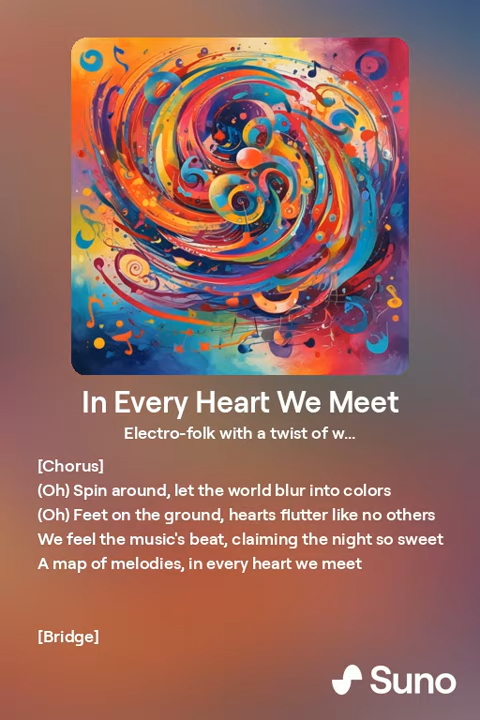 In Every Heart We Meet
Electro-folk with a twist of w...
[Chorus]
(Oh) Spin around, let the world blur into colors
(Oh) Feet on the ground, hearts flutter like no others
We feel the music's beat, claiming the night so sweet
A map of melodies, in every heart we meet
[Bridge]
Suno